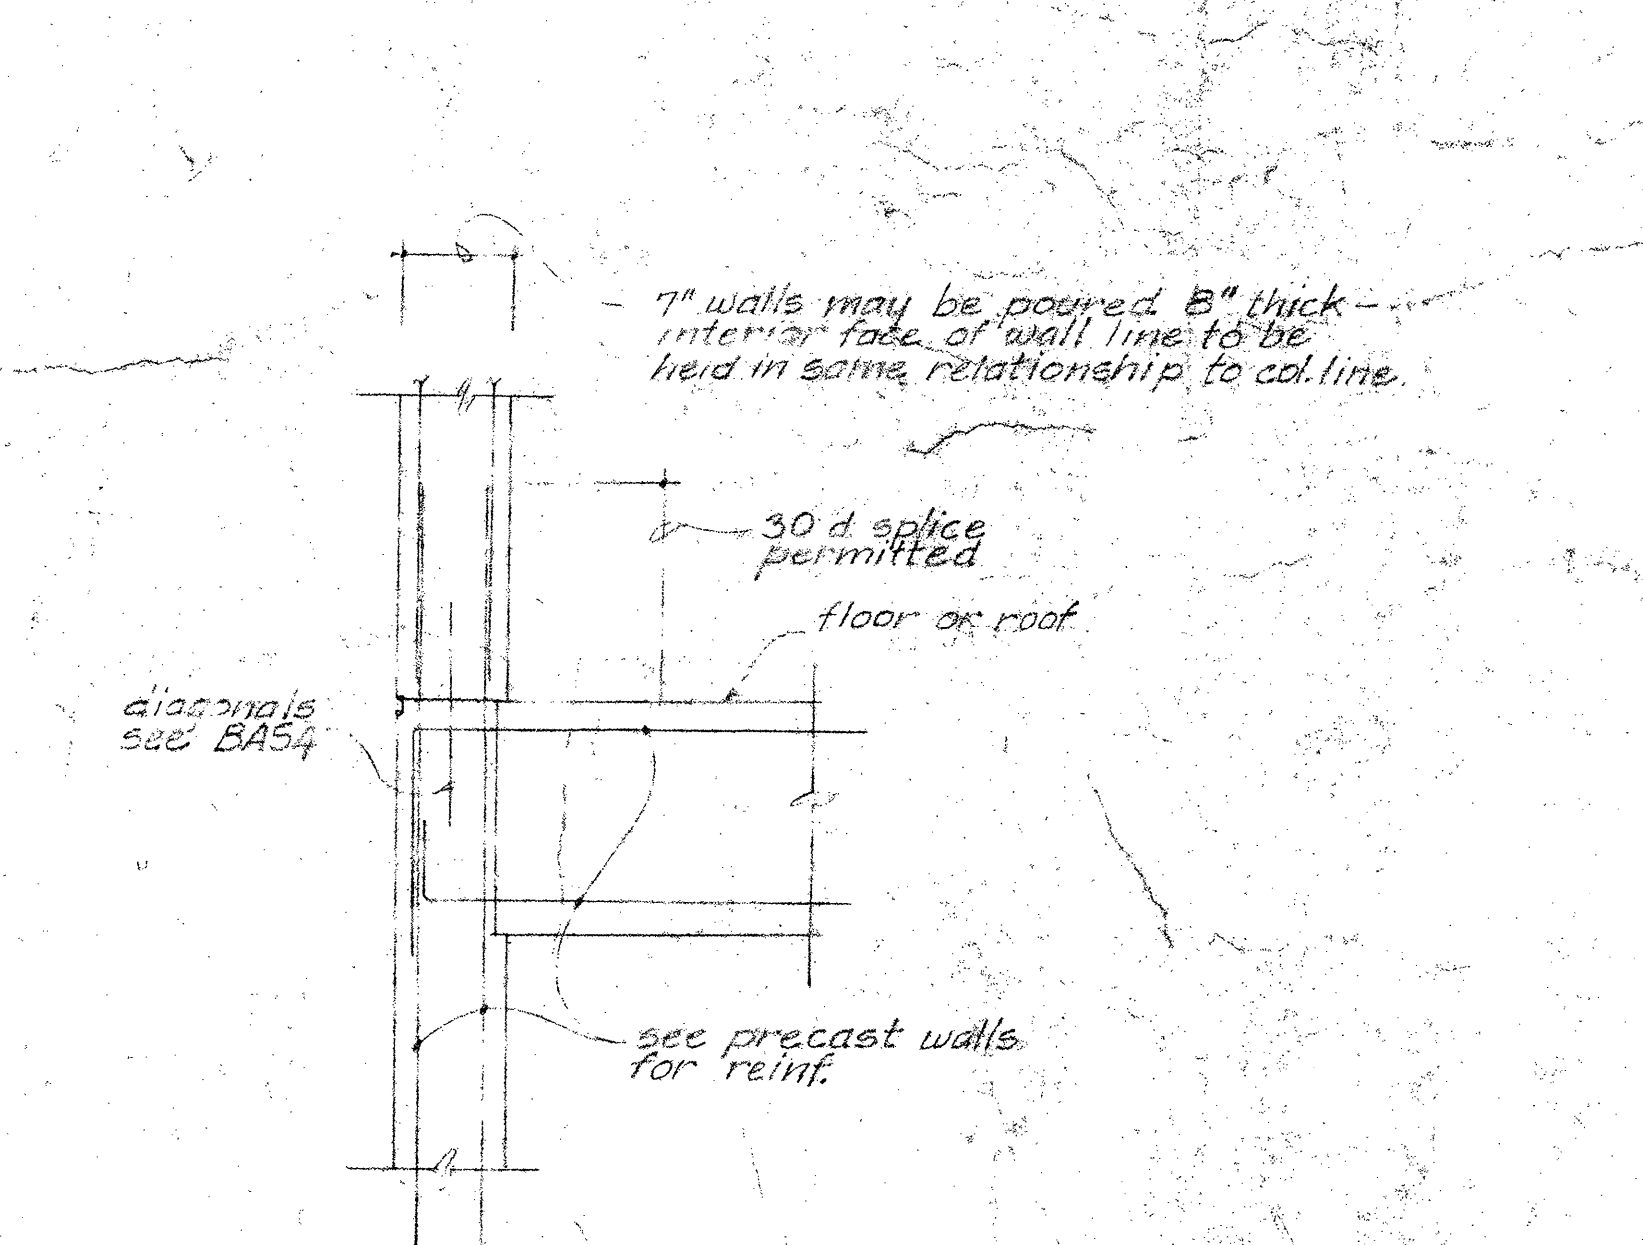 7" walls may be poured 8" thick -
interior face of wall line to be
held in same relationship to col. line.
30 d splice
permitted
floor or roof
diagonals
see BAS4
see precast walls
for reinf.